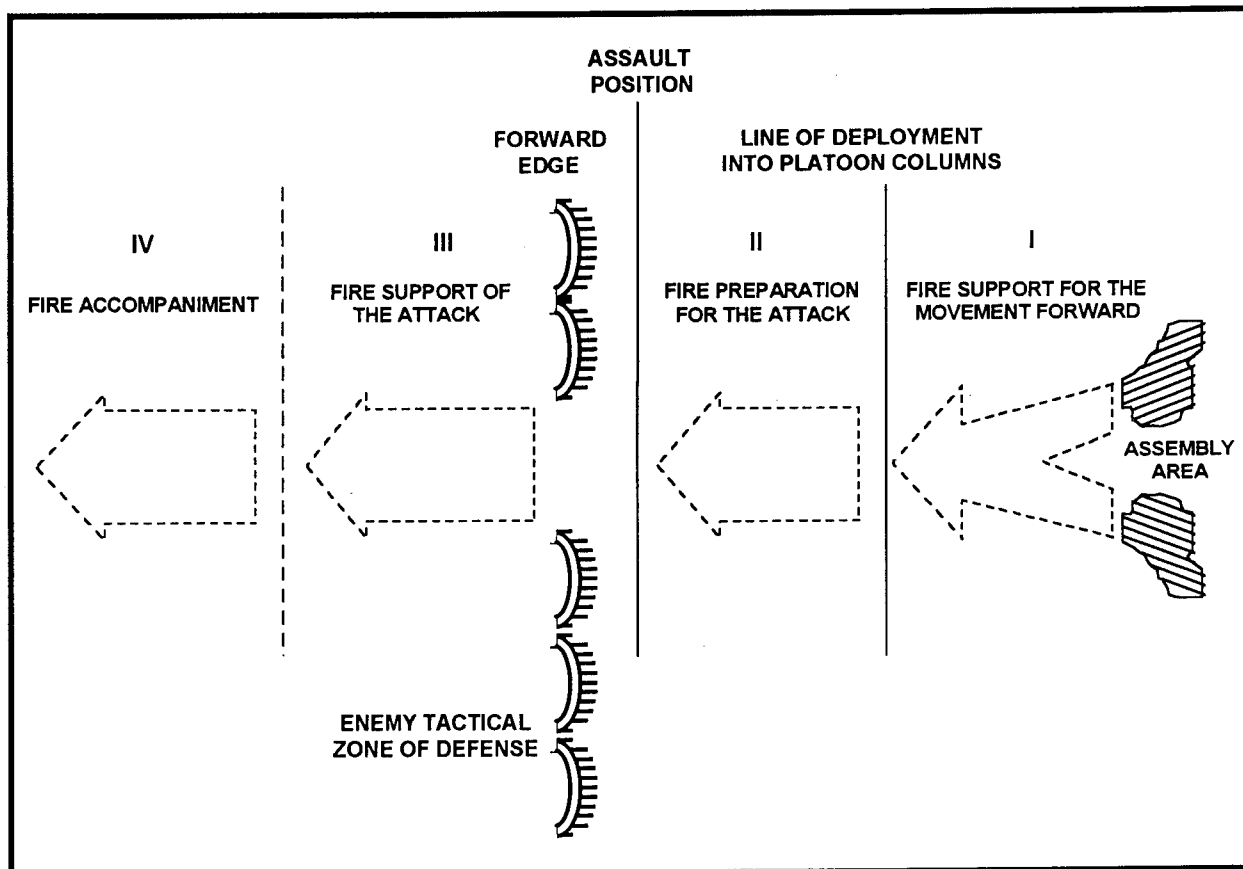 ASSAULT
POSITION
FORWARD
EDGE
LINE OF DEPLOYMENT
INTO PLATOON COLUMNS
IV
FIRE ACCOMPANIMENT
III
FIRE SUPPORT OF
THE ATTACK
II
FIRE PREPARATION
FOR THE ATTACK
I
FIRE SUPPORT FOR THE
MOVEMENT FORWARD
ASSEMBLY
AREA
ENEMY TACTICAL
ZONE OF DEFENSE